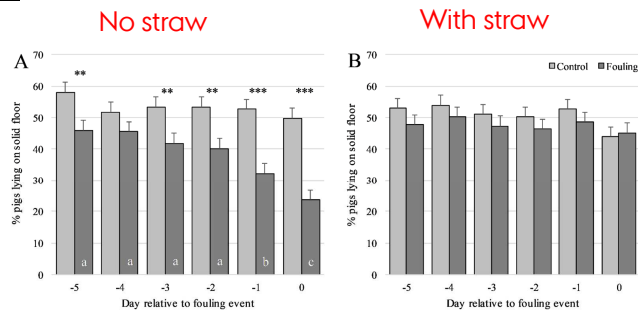 No straw
With straw
A
% pigs lying on solid floor
70
60
50
40
30
20
10
0
**
**
**
***
***
a
a
a
a
b
c
-5
-4
-3
-2
-1
0
Day relative to fouling event
B
Control
Fouling
% pigs lying on solid floor
70
60
50
40
30
20
10
0
-5
-4
-3
-2
-1
0
Day relative to fouling event